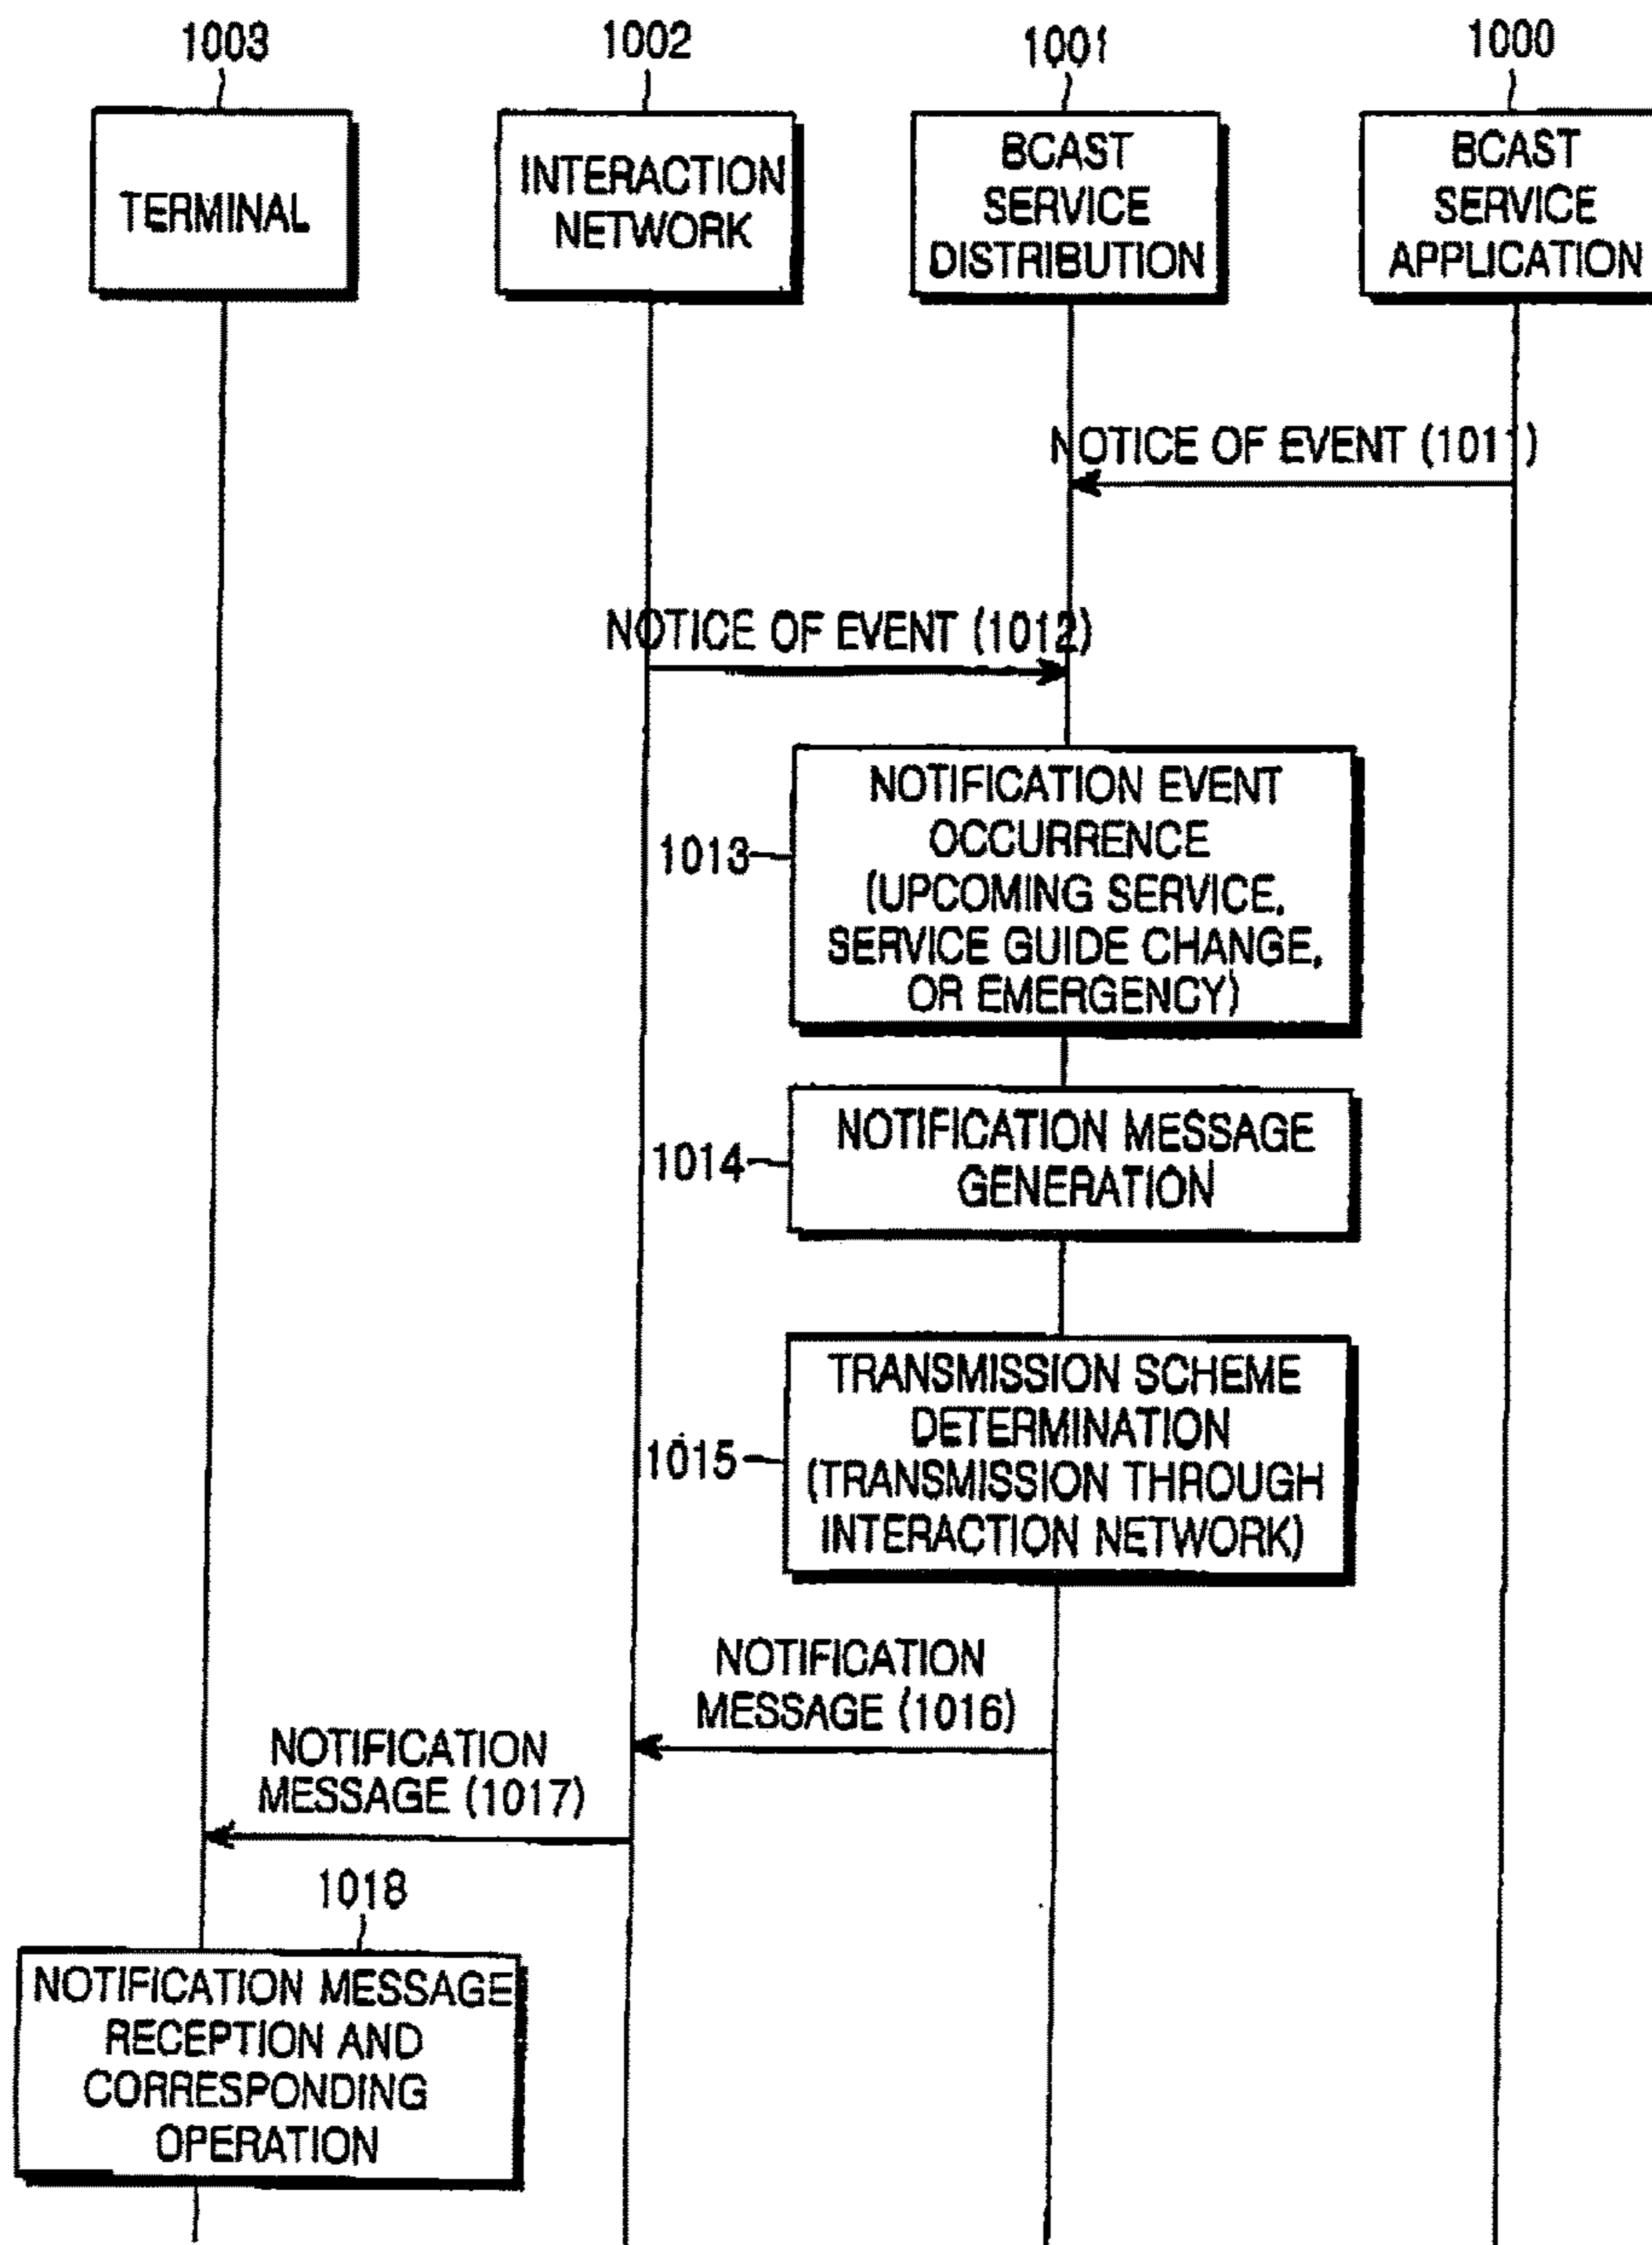 1003
1002
1001
1000
TERMINAL
INTERACTION
NETWORK
BCAST
SERVICE
DISTRIBUTION
BCAST
SERVICE
APPLICATION
NOTICE OF EVENT (1011)
NOTICE OF EVENT (1012)
1013
NOTIFICATION EVENT
OCCURRENCE
(UPCOMING SERVICE,
SERVICE GUIDE CHANGE,
OR EMERGENCY)
1014
NOTIFICATION MESSAGE
GENERATION
1015
TRANSMISSION SCHEME
DETERMINATION
(TRANSMISSION THROUGH
INTERACTION NETWORK)
NOTIFICATION
MESSAGE (1016)
NOTIFICATION
MESSAGE (1017)
1018
NOTIFICATION MESSAGE
RECEPTION AND
CORRESPONDING
OPERATION